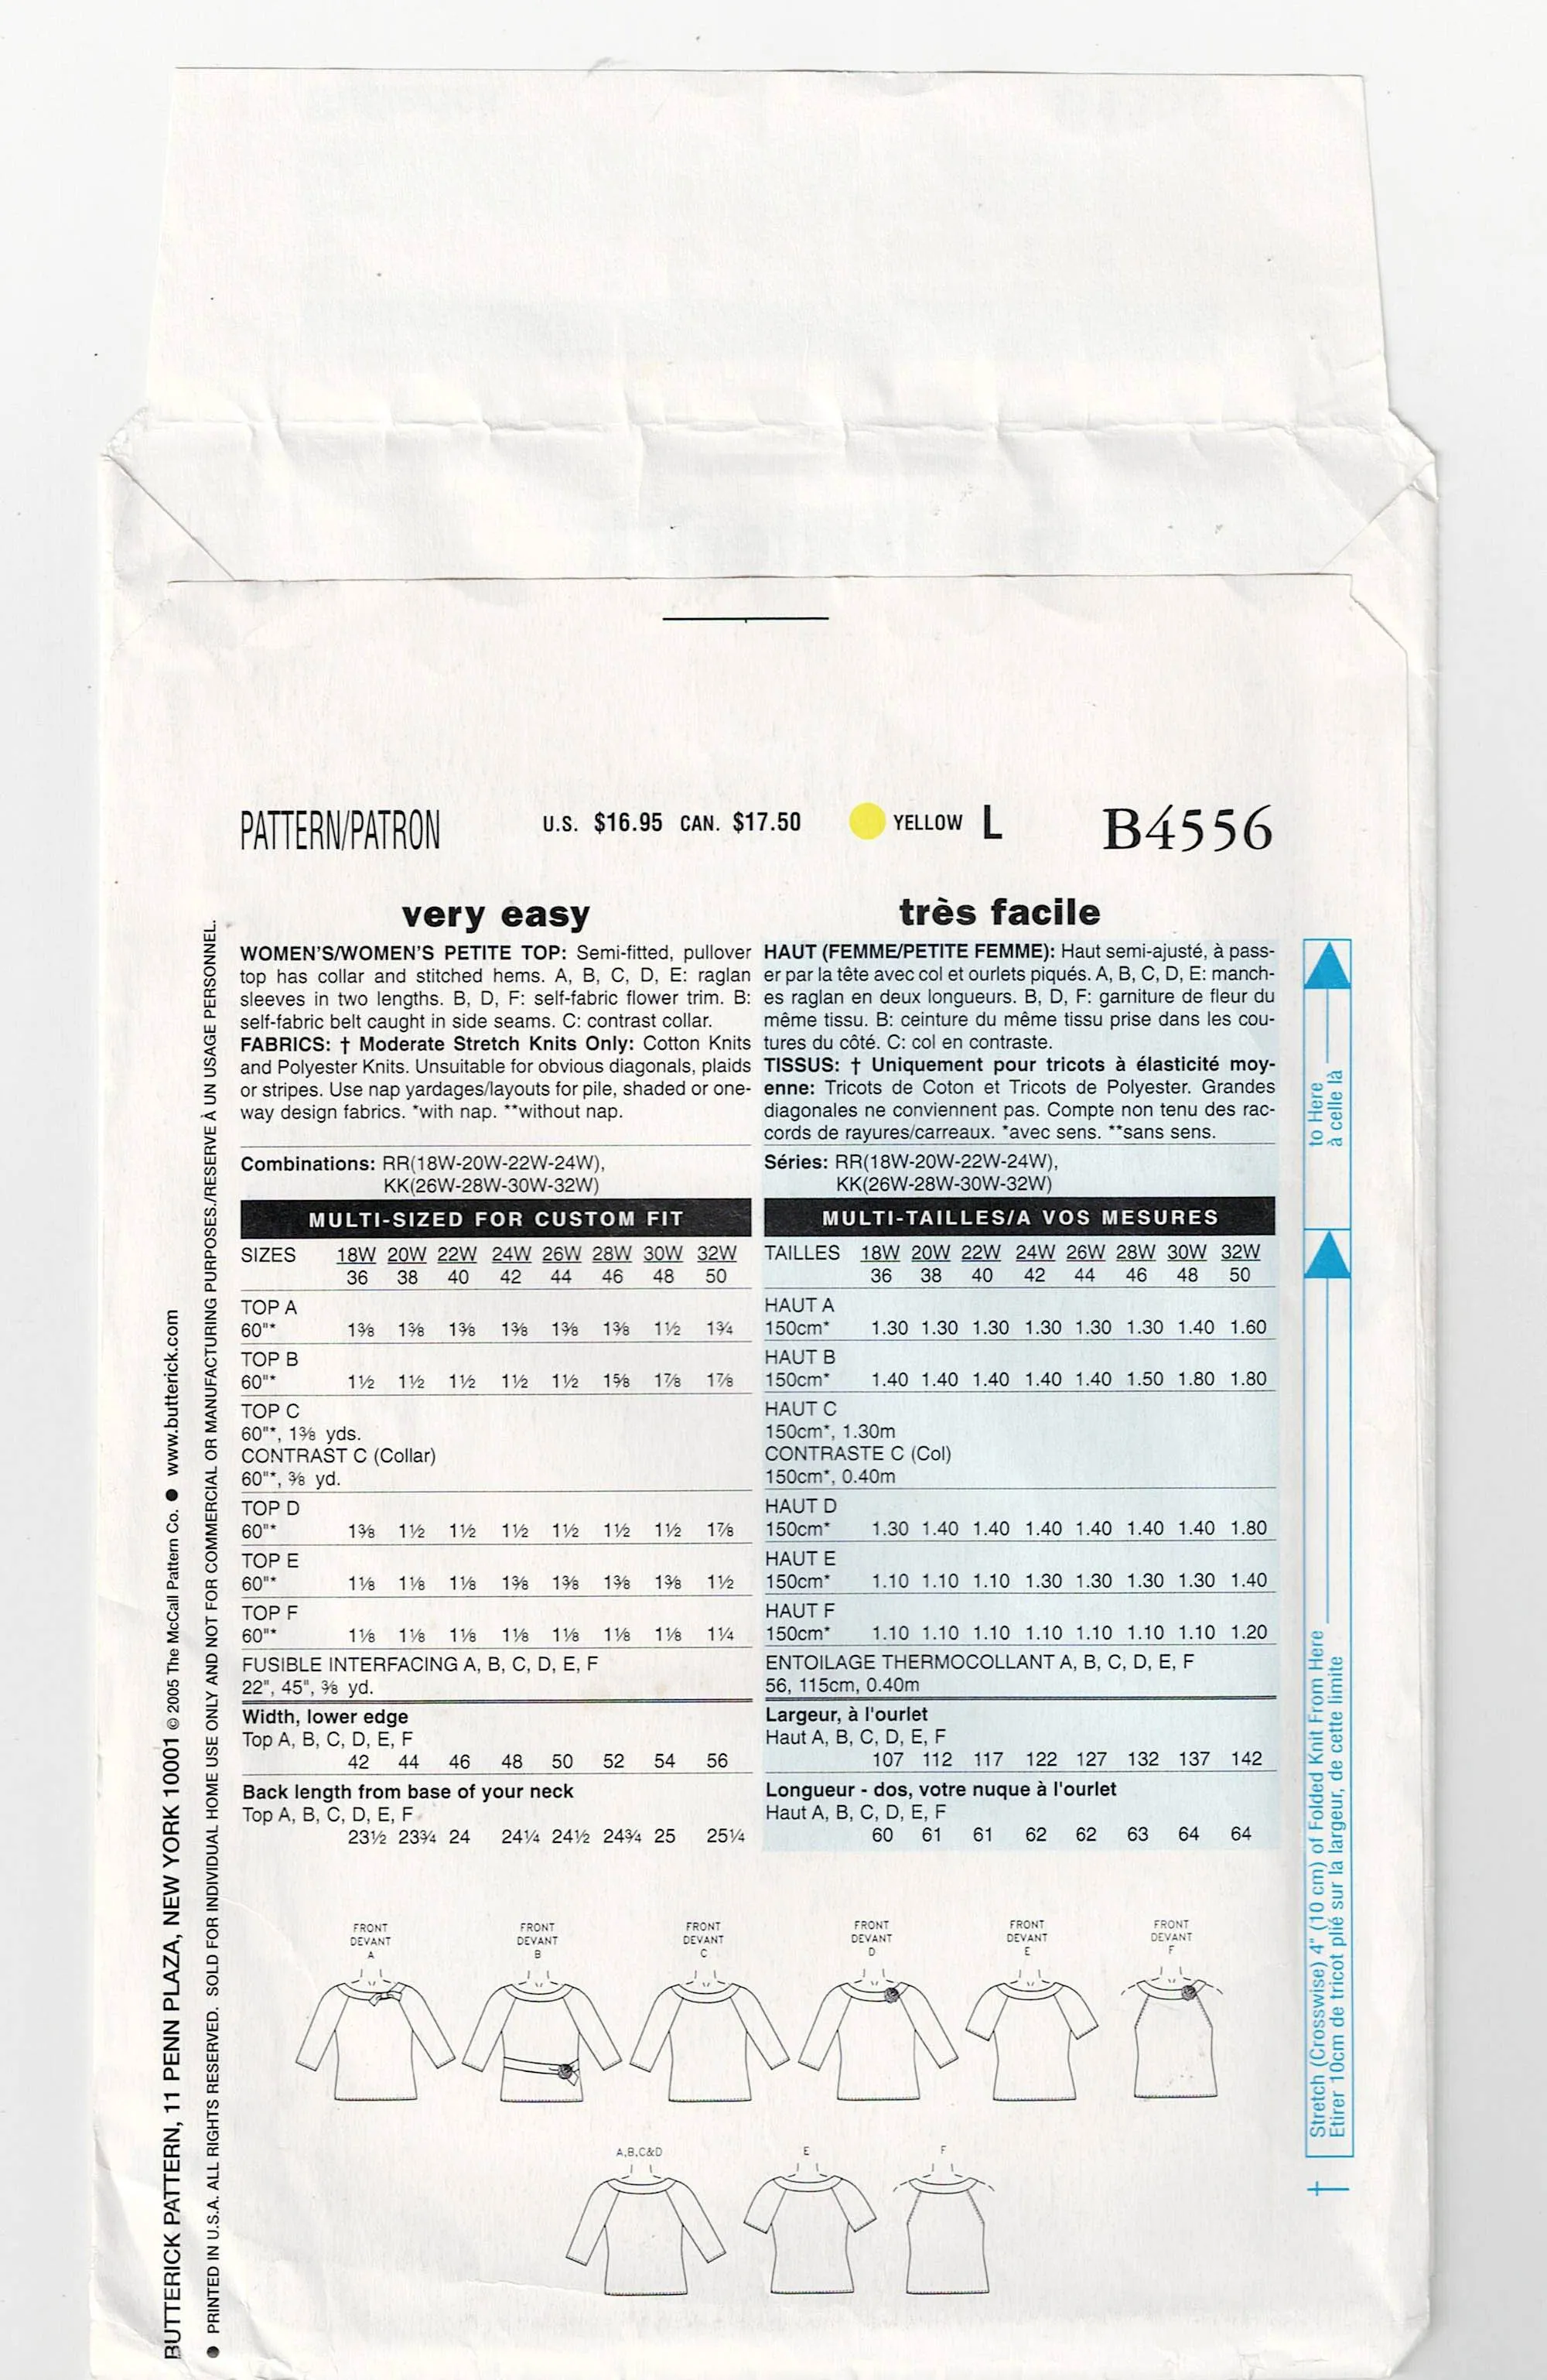 PATTERN/PATRON
U.S. $16.95 CAN. $17.50
YELLOW L
B4556
very easy
WOMEN'S/WOMEN'S PETITE TOP: Semi-fitted, pullover
top has collar and stitched hems. A, B, C, D, E: raglan
sleeves in two lengths. B, D, F: self-fabric flower trim. B:
self-fabric belt caught in side seams. C: contrast collar.
FABRICS: † Moderate Stretch Knits Only: Cotton Knits
and Polyester Knits. Unsuitable for obvious diagonals, plaids
or stripes. Use nap yardages/layouts for pile, shaded or one-
way design fabrics. *with nap. **without nap.
Combinations: RR(18W-20W-22W-24W),
KK(26W-28W-30W-32W)
MULTI-SIZED FOR CUSTOM FIT
SIZES 18W 20W 22W 24W 26W 28W 30W 32W
36 38 40 42 44 46 48 50
TOP A
60"* 1⅜ 1⅜ 1⅜ 1⅜ 1⅜ 1⅜ 1½ 1¾
TOP B
60"* 1½ 1½ 1½ 1½ 1½ 1⅝ 1⅞ 1⅞
TOP C
60"*, 1⅜ yds.
CONTRAST C (Collar)
60"*, ⅜ yd.
TOP D
60"* 1⅜ 1½ 1½ 1½ 1½ 1½ 1½ 1⅞
TOP E
60"* 1⅛ 1⅛ 1⅛ 1⅜ 1⅜ 1⅜ 1⅜ 1½
TOP F
60"* 1⅛ 1⅛ 1⅛ 1⅛ 1⅛ 1⅛ 1⅛ 1¼
FUSIBLE INTERFACING A, B, C, D, E, F
22", 45", ⅜ yd.
Width, lower edge
Top A, B, C, D, E, F
42 44 46 48 50 52 54 56
Back length from base of your neck
Top A, B, C, D, E, F
23½ 23¾ 24 24¼ 24½ 24¾ 25 25¼
très facile
HAUT (FEMME/PETITE FEMME): Haut semi-ajusté, à pass-
er par la tête avec col et ourlets piqués. A, B, C, D, E: manch-
es raglan en deux longueurs. B, D, F: garniture de fleur du
même tissu. B: ceinture du même tissu prise dans les cou-
tures du côté. C: col en contraste.
TISSUS: † Uniquement pour tricots à élasticité moy-
enne: Tricots de Coton et Tricots de Polyester. Grandes
diagonales ne conviennent pas. Compte non tenu des rac-
cords de rayures/carreaux. *avec sens. **sans sens.
Séries: RR(18W-20W-22W-24W),
KK(26W-28W-30W-32W)
MULTI-TAILLES/A VOS MESURES
TAILLES 18W 20W 22W 24W 26W 28W 30W 32W
36 38 40 42 44 46 48 50
HAUT A
150cm* 1.30 1.30 1.30 1.30 1.30 1.30 1.40 1.60
HAUT B
150cm* 1.40 1.40 1.40 1.40 1.40 1.50 1.80 1.80
HAUT C
150cm*, 1.30m
CONTRASTE C (Col)
150cm*, 0.40m
HAUT D
150cm* 1.30 1.40 1.40 1.40 1.40 1.40 1.40 1.80
HAUT E
150cm* 1.10 1.10 1.10 1.30 1.30 1.30 1.30 1.40
HAUT F
150cm* 1.10 1.10 1.10 1.10 1.10 1.10 1.10 1.20
ENTOILAGE THERMOCOLLANT A, B, C, D, E, F
56, 115cm, 0.40m
Largeur, à l'ourlet
Haut A, B, C, D, E, F
107 112 117 122 127 132 137 142
Longueur - dos, votre nuque à l'ourlet
Haut A, B, C, D, E, F
60 61 61 62 62 63 64 64
FRONT FRONT FRONT FRONT FRONT FRONT
DEVANT DEVANT DEVANT DEVANT DEVANT DEVANT
A B C D E F
A,B,C&D E F
BUTTERICK PATTERN, 11 PENN PLAZA, NEW YORK 10001 © 2005 The McCall Pattern Co. ● www.butterick.com
● PRINTED IN U.S.A. ALL RIGHTS RESERVED. SOLD FOR INDIVIDUAL HOME USE ONLY AND NOT FOR COMMERCIAL OR MANUFACTURING PURPOSES./RESERVE À UN USAGE PERSONNEL.
† Stretch (Crosswise) 4" (10 cm) of Folded Knit From Here
Etirer 10cm de tricot plié sur la largeur, de cette limite
to Here
à celle là